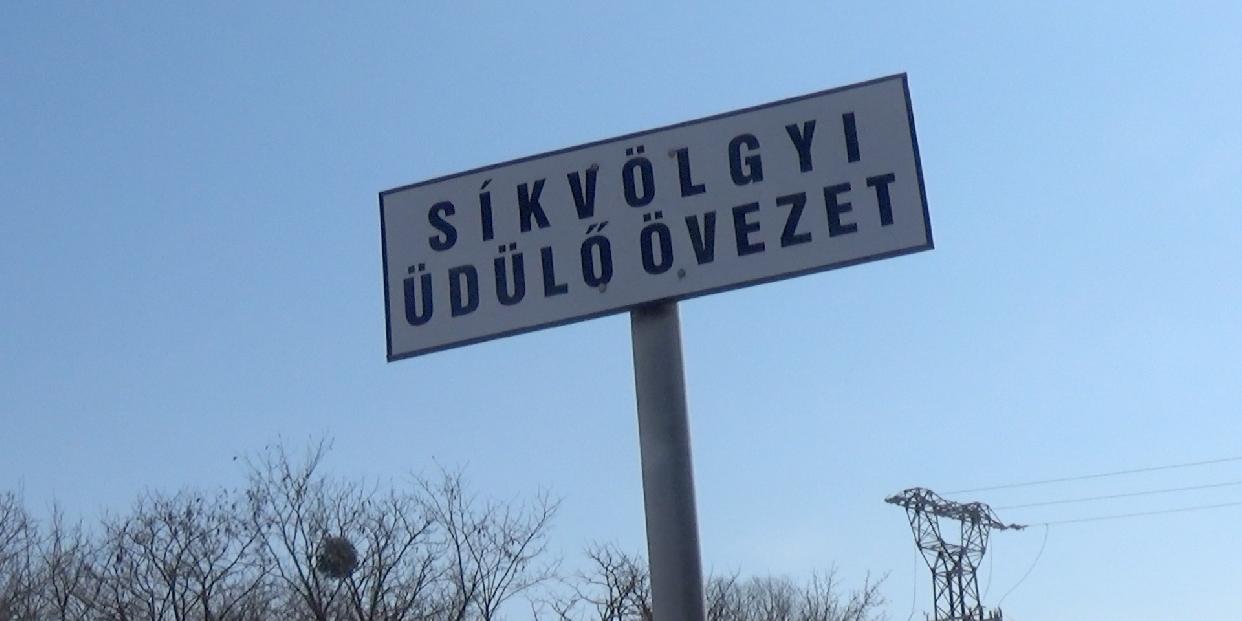 SÍKVÖLGYI
ÜDÜLŐ ÖVEZET